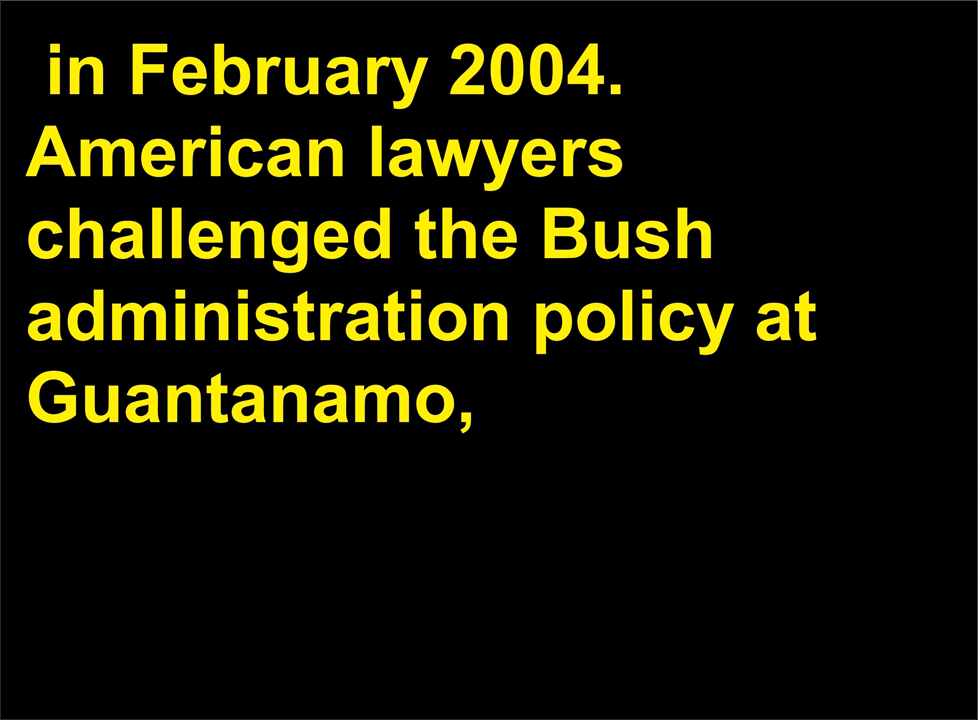 in February 2004.
American lawyers
challenged the Bush
administration policy at
Guantanamo,